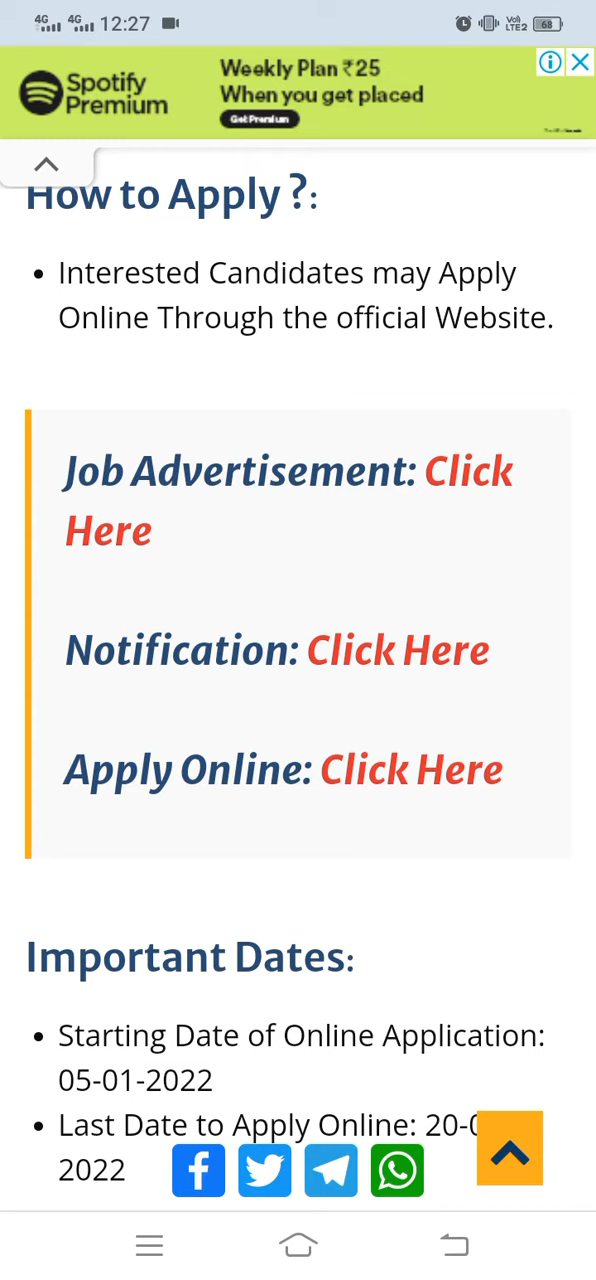 4G 4G 12:27 Vo) LTE2 68
Spotify
Premium
Weekly Plan ₹25
When you get placed
Get Premium
How to Apply ?:
• Interested Candidates may Apply
Online Through the official Website.
Job Advertisement: Click
Here
Notification: Click Here
Apply Online: Click Here
Important Dates:
• Starting Date of Online Application:
05-01-2022
• Last Date to Apply Online: 20-
2022